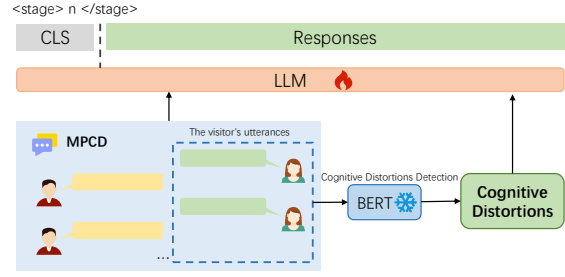 <stage> n </stage>
CLS
Responses
LLM
MPCD
The visitor's utterances
...
Cognitive Distortions Detection
BERT
Cognitive
Distortions